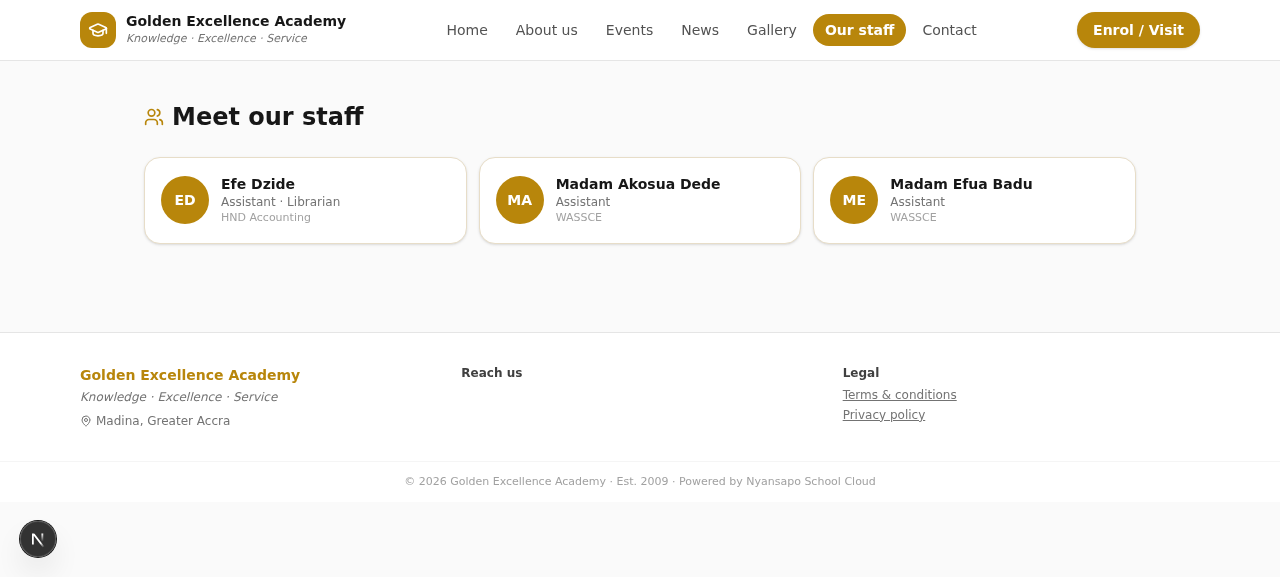 Golden Excellence Academy
Knowledge · Excellence · Service
Home About us Events News Gallery Our staff Contact
Enrol / Visit
Meet our staff
ED
Efe Dzide
Assistant · Librarian
HND Accounting
MA
Madam Akosua Dede
Assistant
WASSCE
ME
Madam Efua Badu
Assistant
WASSCE
Golden Excellence Academy
Knowledge · Excellence · Service
Madina, Greater Accra
Reach us
Legal
Terms & conditions
Privacy policy
© 2026 Golden Excellence Academy · Est. 2009 · Powered by Nyansapo School Cloud
N